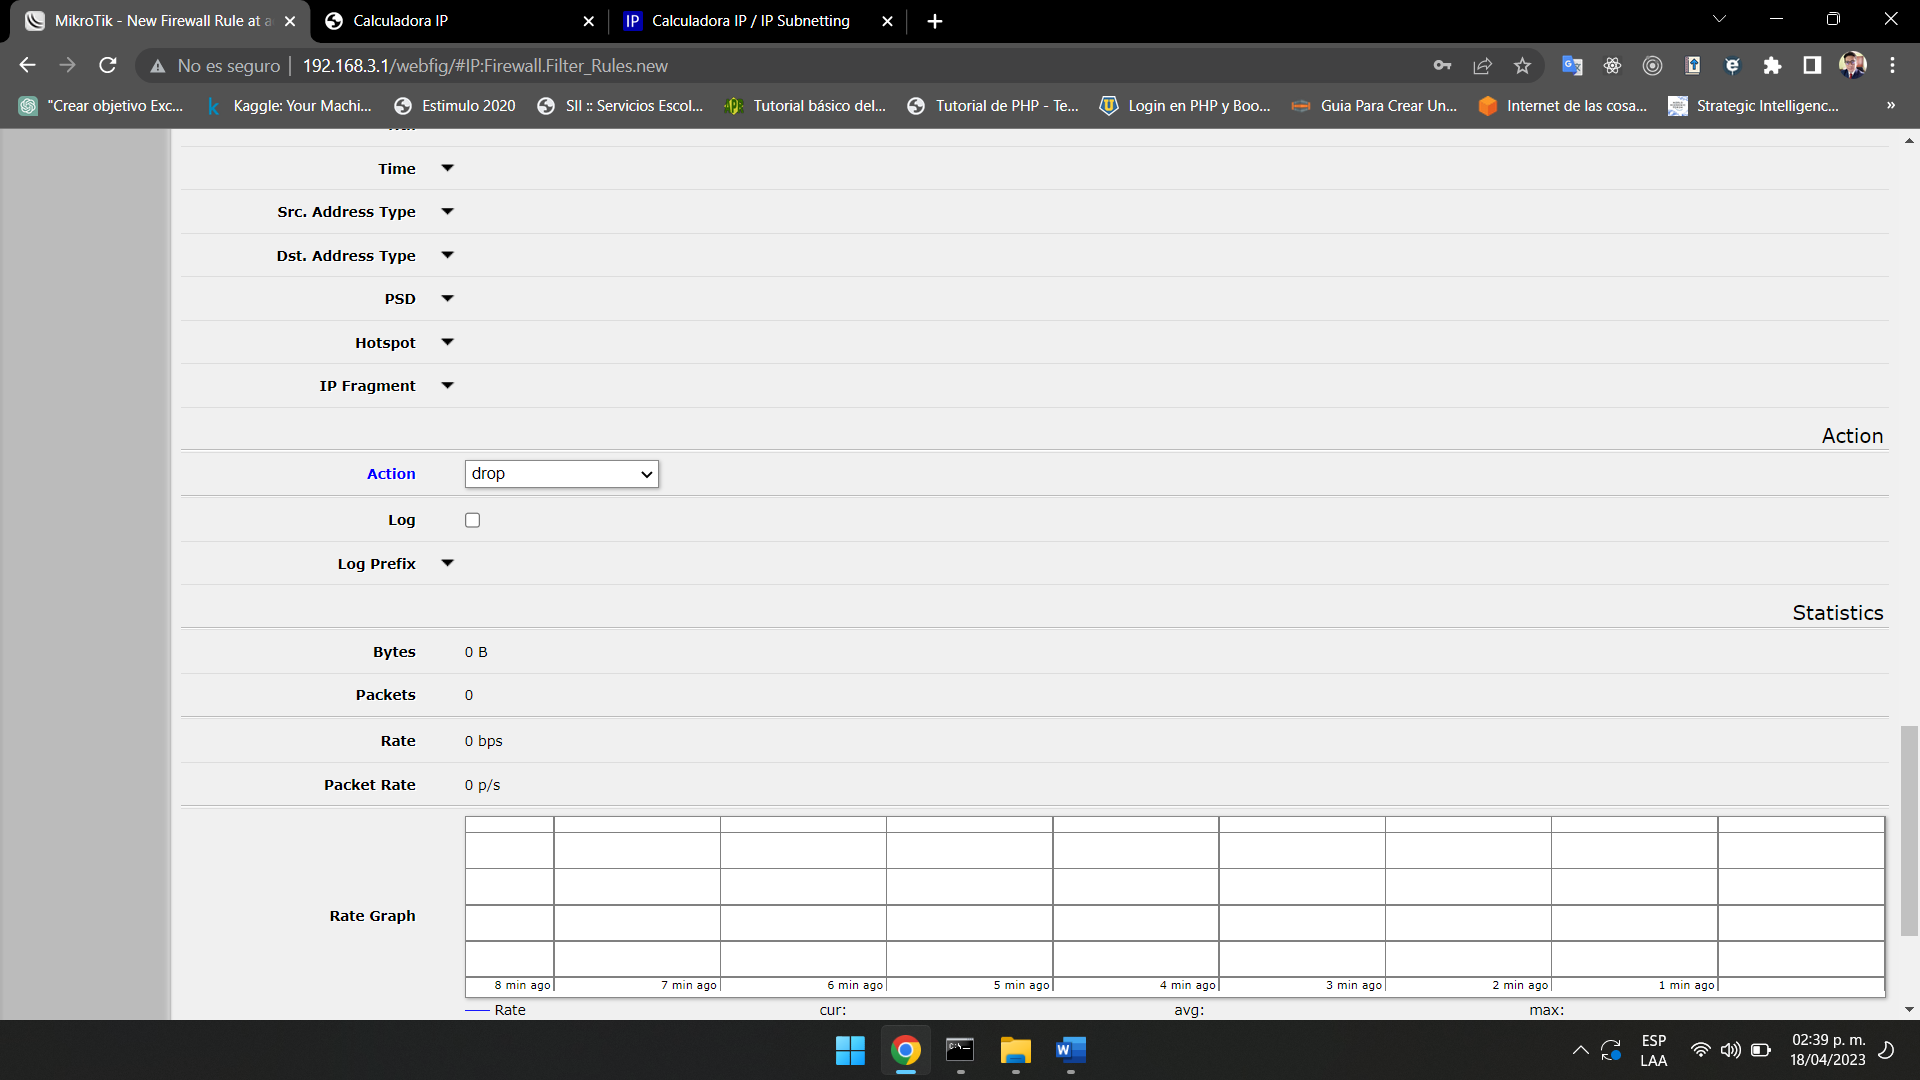 MikroTik - New Firewall Rule at a
Calculadora IP
IP Calculadora IP / IP Subnetting
No es seguro | 192.168.3.1/webfig/#IP:Firewall.Filter_Rules.new
"Crear objetivo Exc...
Kaggle: Your Machi...
Estimulo 2020
SII :: Servicios Escol...
Tutorial básico del...
Tutorial de PHP - Te...
Login en PHP y Boo...
Guia Para Crear Un...
Internet de las cosa...
Strategic Intelligenc...
»
Time
Src. Address Type
Dst. Address Type
PSD
Hotspot
IP Fragment
Action
Action drop
Log
Log Prefix
Statistics
Bytes 0 B
Packets 0
Rate 0 bps
Packet Rate 0 p/s
Rate Graph
8 min ago 7 min ago 6 min ago 5 min ago 4 min ago 3 min ago 2 min ago 1 min ago
Rate cur: avg: max:
ESP
LAA
02:39 p. m.
18/04/2023